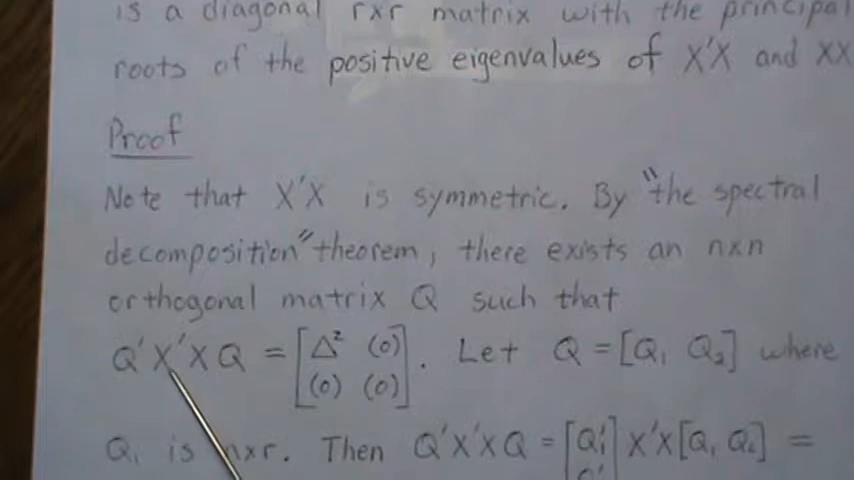 is a diagonal rxr matrix with the principal
roots of the positive eigenvalues of X'X and XX
Proof
Note that X'X is symmetric. By "the spectral
decomposition" theorem, there exists an nxn
orthogonal matrix Q such that
Q'X'XQ = [Δ² (0) (0) (0)]. Let Q = [Q₁ Q₂] where
Q₁ is nxr. Then Q'X'XQ = [Q₁' Q'] X'X[Q₁ Q₂] =